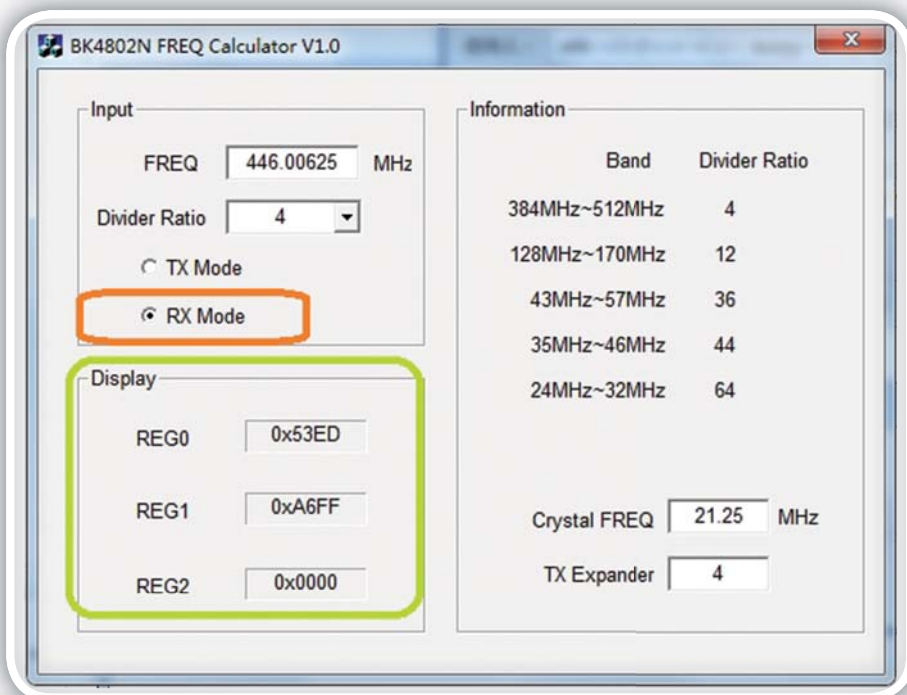 BK4802N FREQ Calculator V1.0
Input
FREQ 446.00625 MHz
Divider Ratio 4
TX Mode
RX Mode
Display
REG0 0x53ED
REG1 0xA6FF
REG2 0x0000
Information
Band Divider Ratio
384MHz~512MHz 4
128MHz~170MHz 12
43MHz~57MHz 36
35MHz~46MHz 44
24MHz~32MHz 64
Crystal FREQ 21.25 MHz
TX Expander 4